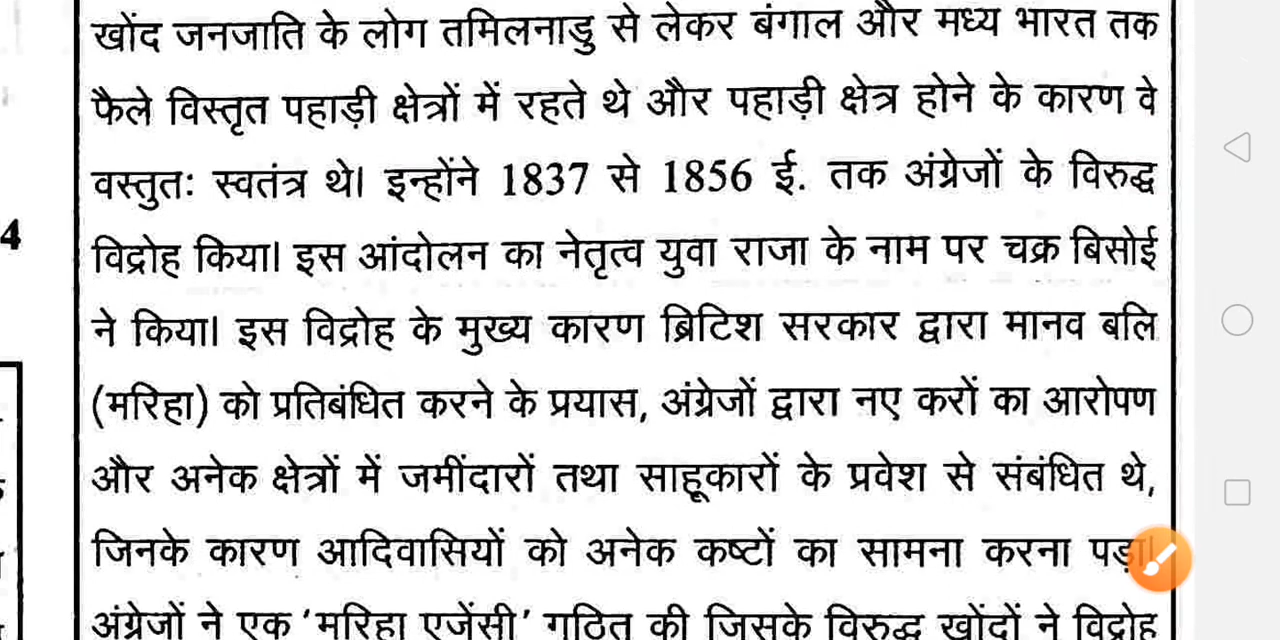 खोंद जनजाति के लोग तमिलनाडु से लेकर बंगाल और मध्य भारत तक
फैले विस्तृत पहाड़ी क्षेत्रों में रहते थे और पहाड़ी क्षेत्र होने के कारण वे
वस्तुतः स्वतंत्र थे। इन्होंने 1837 से 1856 ई. तक अंग्रेजों के विरुद्ध
4
विद्रोह किया। इस आंदोलन का नेतृत्व युवा राजा के नाम पर चक्र बिसोई
ने किया। इस विद्रोह के मुख्य कारण ब्रिटिश सरकार द्वारा मानव बलि
(मरिहा) को प्रतिबंधित करने के प्रयास, अंग्रेजों द्वारा नए करों का आरोपण
और अनेक क्षेत्रों में जमींदारों तथा साहूकारों के प्रवेश से संबंधित थे,
जिनके कारण आदिवासियों को अनेक कष्टों का सामना करना पड़ा।
अंग्रेजों ने एक ‘मरिहा एजेंसी’ गठित की जिसके विरुद्ध खोंदों ने विद्रोह